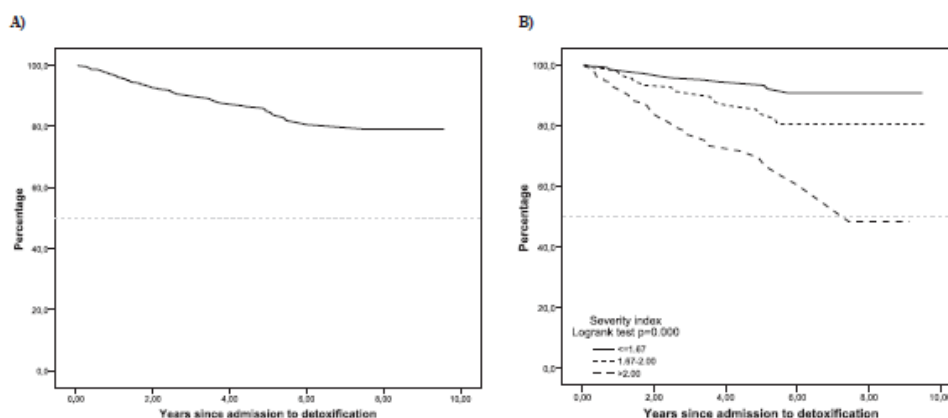 A)
100,0
80,0
60,0
40,0
20,0
0,0
Percentage
0,00 2,00 4,00 6,00 8,00 10,00
Years since admission to detoxification
B)
100,0
80,0
60,0
40,0
20,0
0,0
Percentage
Severity index
Logrank test p=0.000
<=1.67
1.67-2.00
>2.00
0,00 2,00 4,00 6,00 8,00 10,00
Years since admission to detoxification